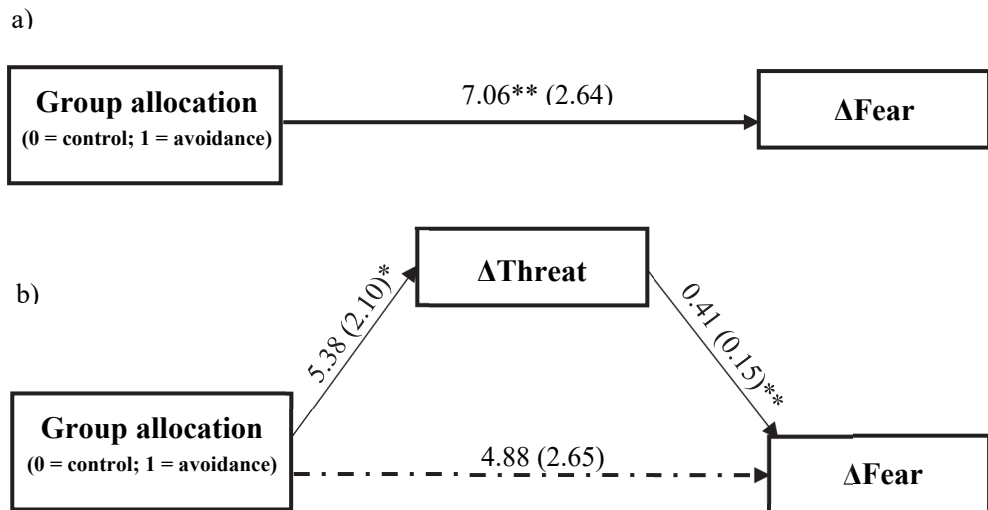 a)
Group allocation
(0 = control; 1 = avoidance)
7.06** (2.64)
ΔFear
b)
ΔThreat
5.38 (2.10)*
0.41 (0.15)**
Group allocation
(0 = control; 1 = avoidance)
4.88 (2.65)
ΔFear